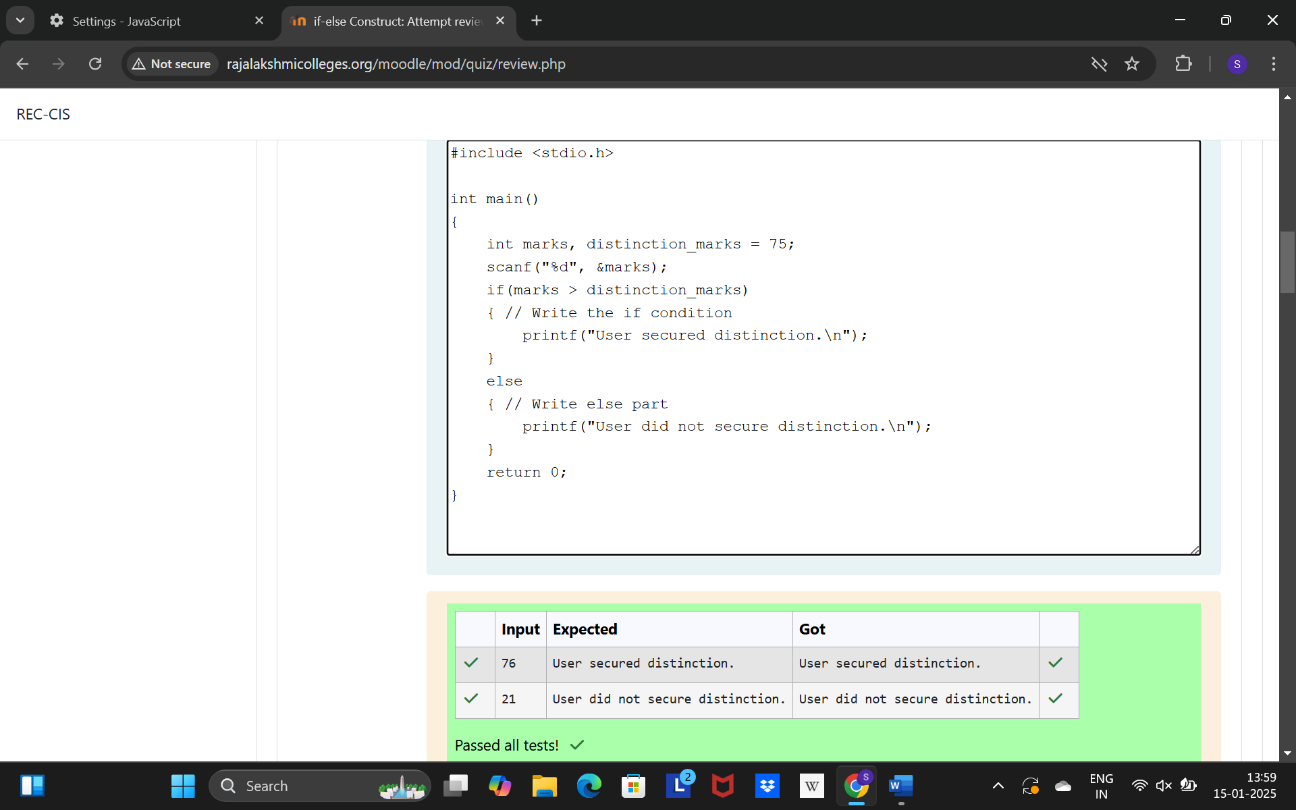 Settings - JavaScript
if-else Construct: Attempt revie
Not secure
rajalakshmicolleges.org/moodle/mod/quiz/review.php
S
REC-CIS
#include <stdio.h>
int main()
{
    int marks, distinction_marks = 75;
    scanf("%d", &marks);
    if(marks > distinction_marks)
    { // Write the if condition
        printf("User secured distinction.\n");
    }
    else
    { // Write else part
        printf("User did not secure distinction.\n");
    }
    return 0;
}
Input Expected Got
76 User secured distinction. User secured distinction.
21 User did not secure distinction. User did not secure distinction.
Passed all tests!
Search
L
2
W
S
W
ENG
IN
13:59
15-01-2025